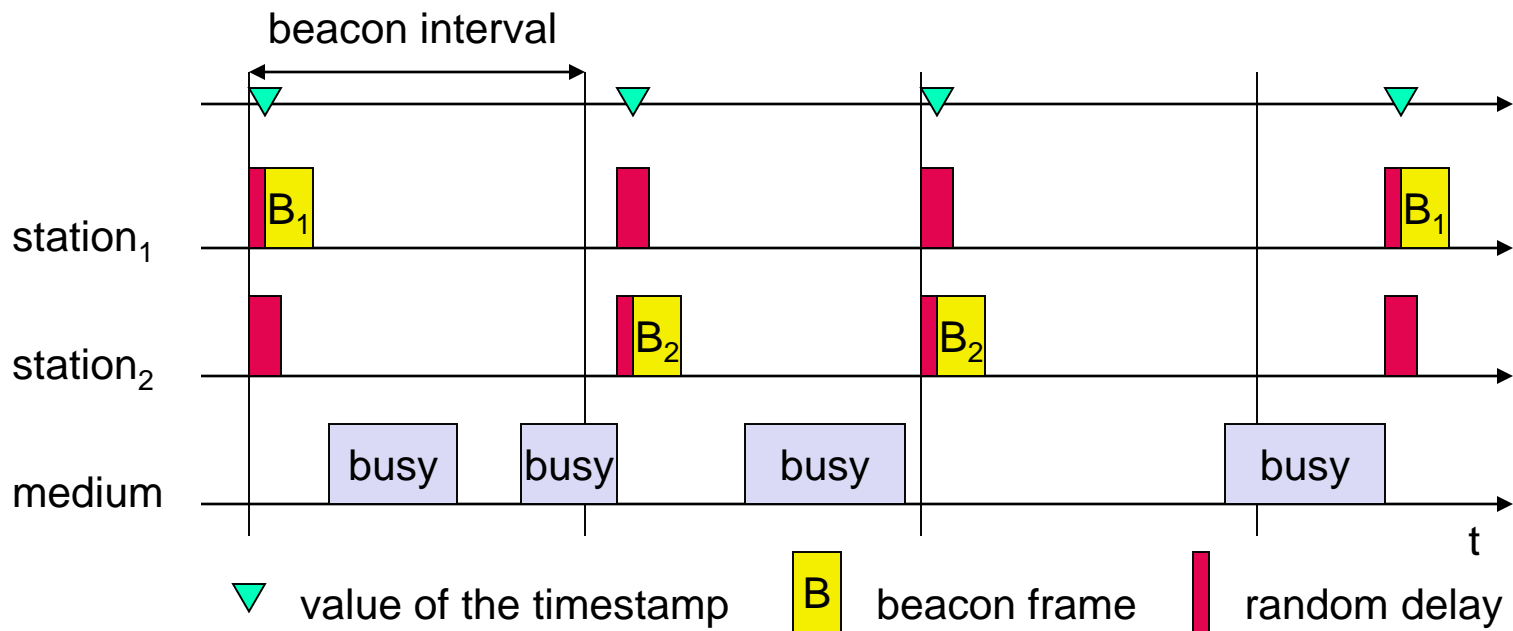 beacon interval
B₁ B₁
station₁
B₂ B₂
station₂
busy busy busy busy
medium
t
value of the timestamp B beacon frame random delay